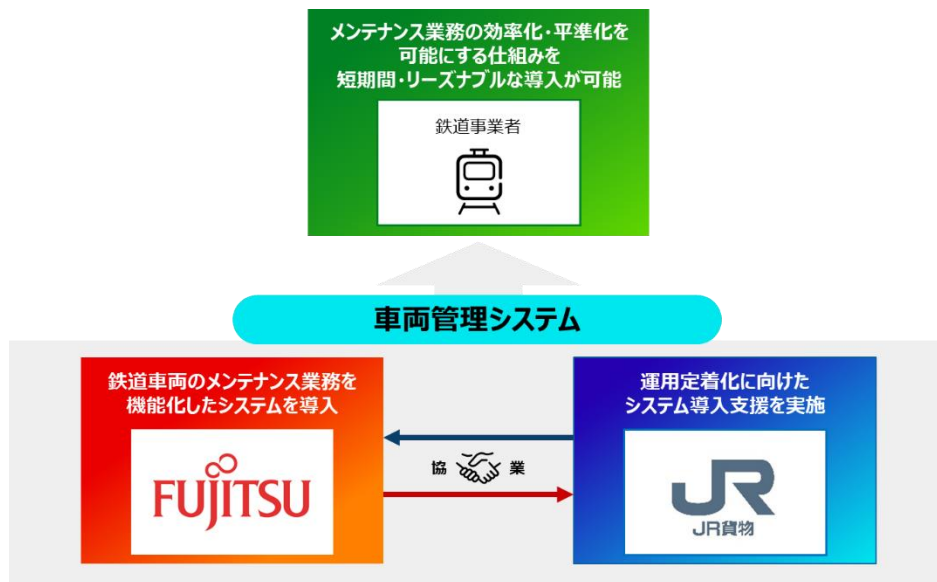 メンテナンス業務の効率化・平準化を
可能にする仕組みを
短期間・リーズナブルな導入が可能
鉄道事業者
車両管理システム
鉄道車両のメンテナンス業務を
機能化したシステムを導入
FUJITSU
協 業
運用定着化に向けた
システム導入支援を実施
JR
JR貨物